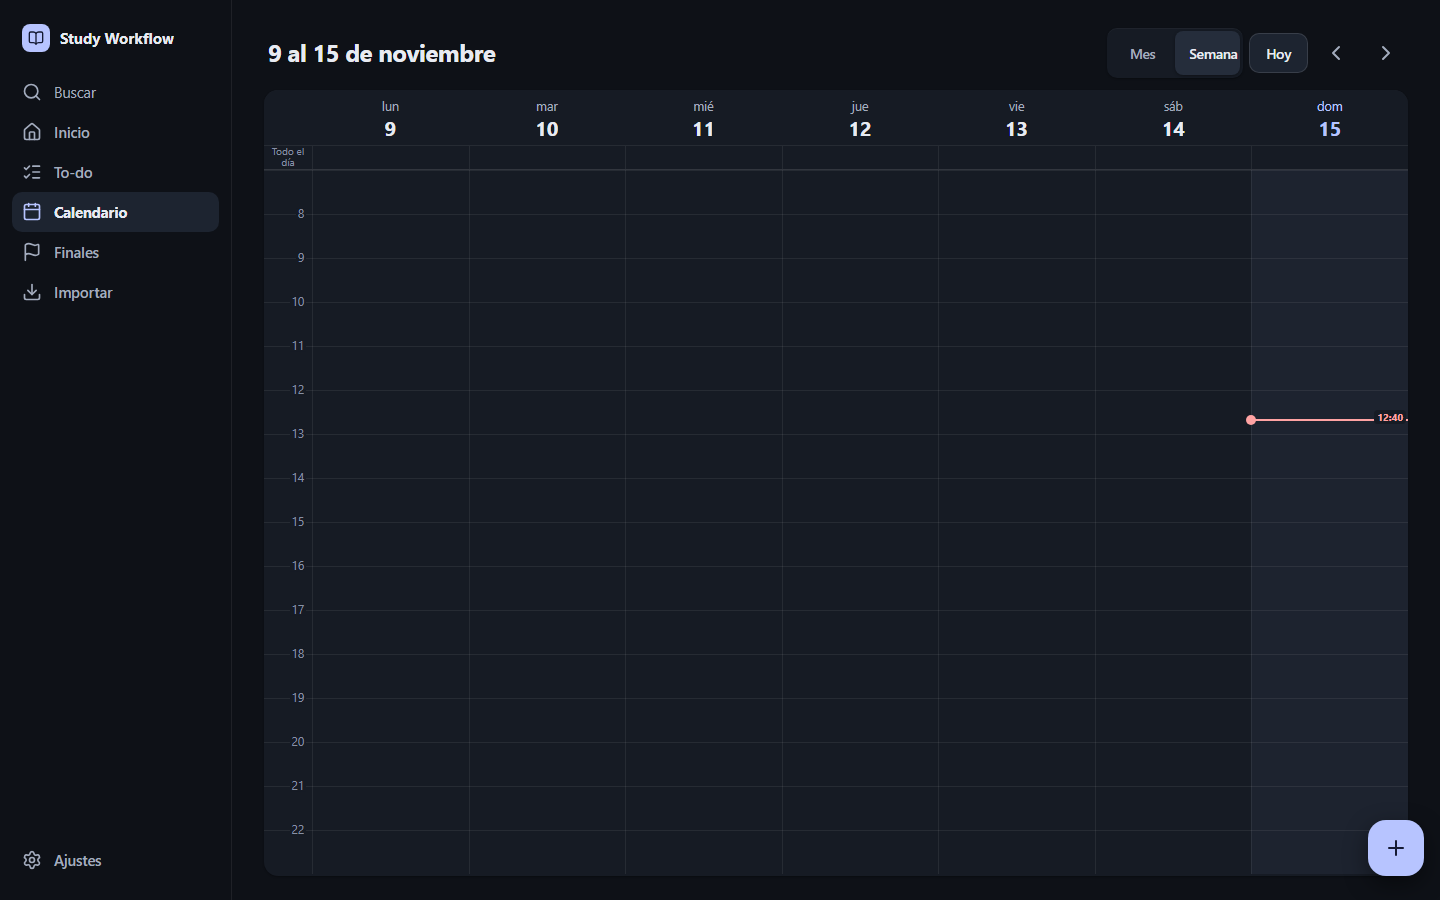 Study Workflow
Buscar
Inicio
To-do
Calendario
Finales
Importar
Ajustes
9 al 15 de noviembre
Mes
Semana
Hoy
lun
9
mar
10
mié
11
jue
12
vie
13
sáb
14
dom
15
Todo el
día
8
9
10
11
12
12:40
13
14
15
16
17
18
19
20
21
22